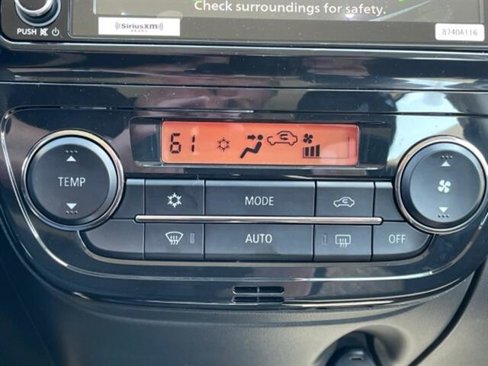 Check surroundings for safety.
PUSH
SiriusXM
87404116
61
TEMP
MODE
AUTO
OFF